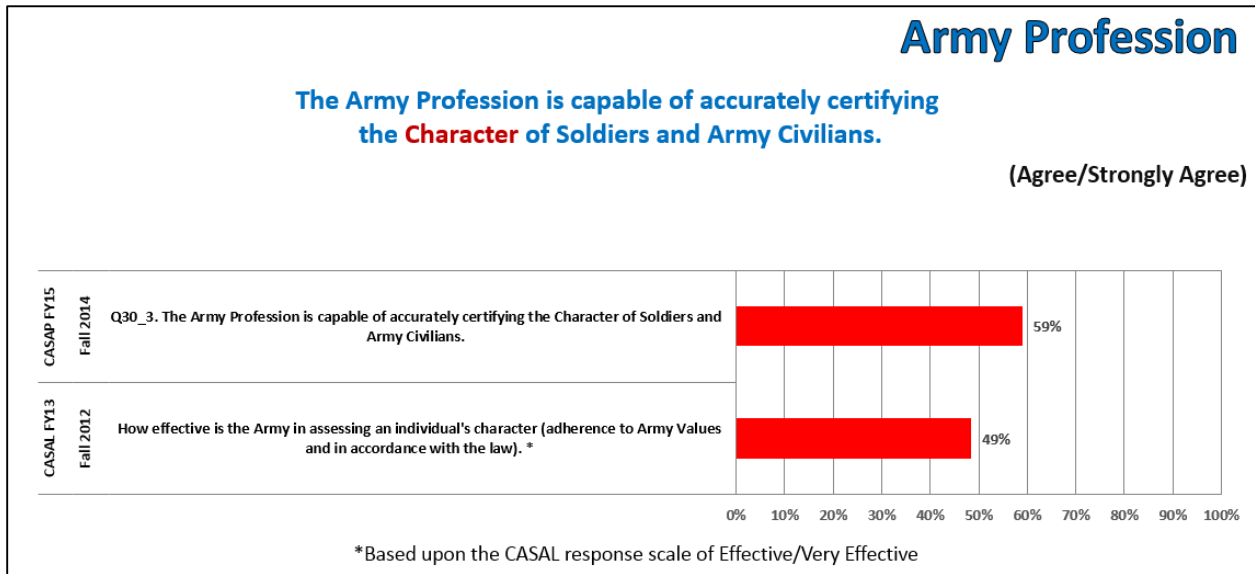 Army Profession
The Army Profession is capable of accurately certifying
the Character of Soldiers and Army Civilians.
(Agree/Strongly Agree)
CASAP FY15
Fall 2014
Q30_3. The Army Profession is capable of accurately certifying the Character of Soldiers and
Army Civilians.
59%
CASAL FY13
Fall 2012
How effective is the Army in assessing an individual's character (adherence to Army Values
and in accordance with the law). *
49%
0% 10% 20% 30% 40% 50% 60% 70% 80% 90% 100%
*Based upon the CASAL response scale of Effective/Very Effective